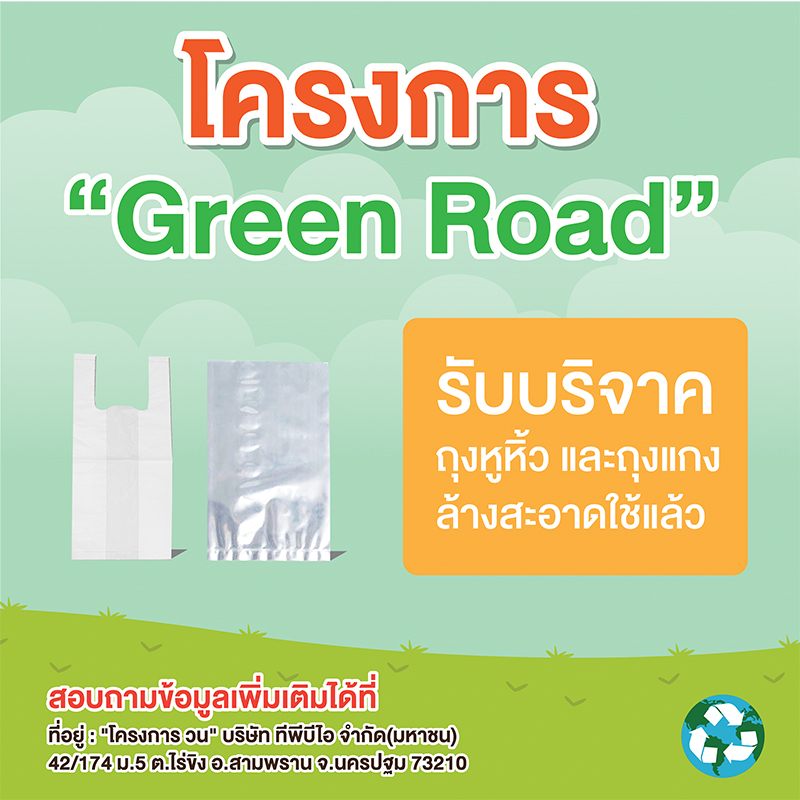 โครงการ
“Green Road”
รับบริจาค
ถุงหูหิ้ว และถุงแกง
ล้างสะอาดใช้แล้ว
สอบถามข้อมูลเพิ่มเติมได้ที่
ที่อยู่ : "โครงการ วน" บริษัท ทีพีบีไอ จำกัด(มหาชน)
42/174 ม.5 ต.ไร่ขิง อ.สามพราน จ.นครปฐม 73210